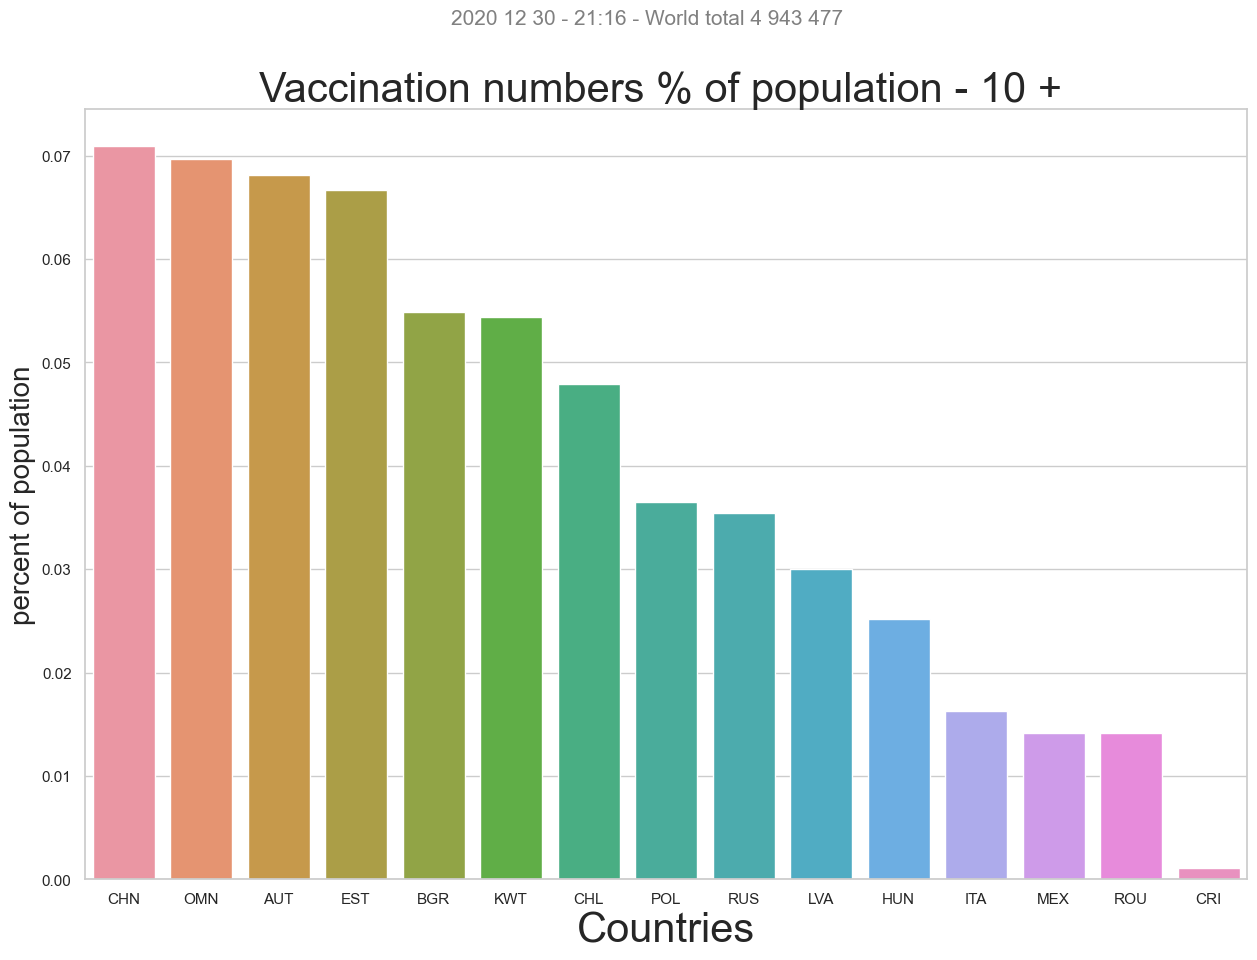 2020 12 30 - 21:16 - World total 4 943 477
Vaccination numbers % of population - 10 +
percent of population
0.07
0.06
0.05
0.04
0.03
0.02
0.01
0.00
CHN OMN AUT EST BGR KWT CHL POL RUS LVA HUN ITA MEX ROU CRI
Countries